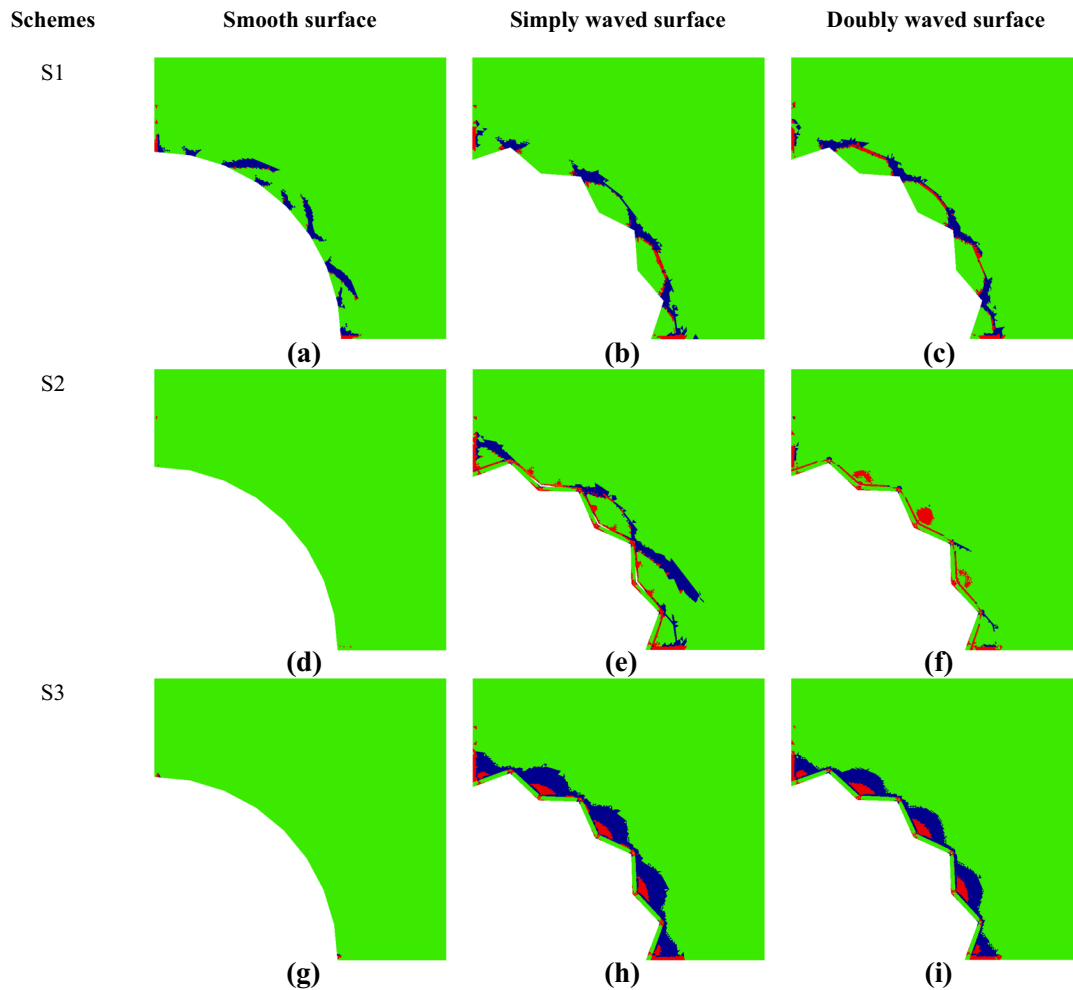 Schemes Smooth surface Simply waved surface Doubly waved surface
S1
(a) (b) (c)
S2
(d) (e) (f)
S3
(g) (h) (i)